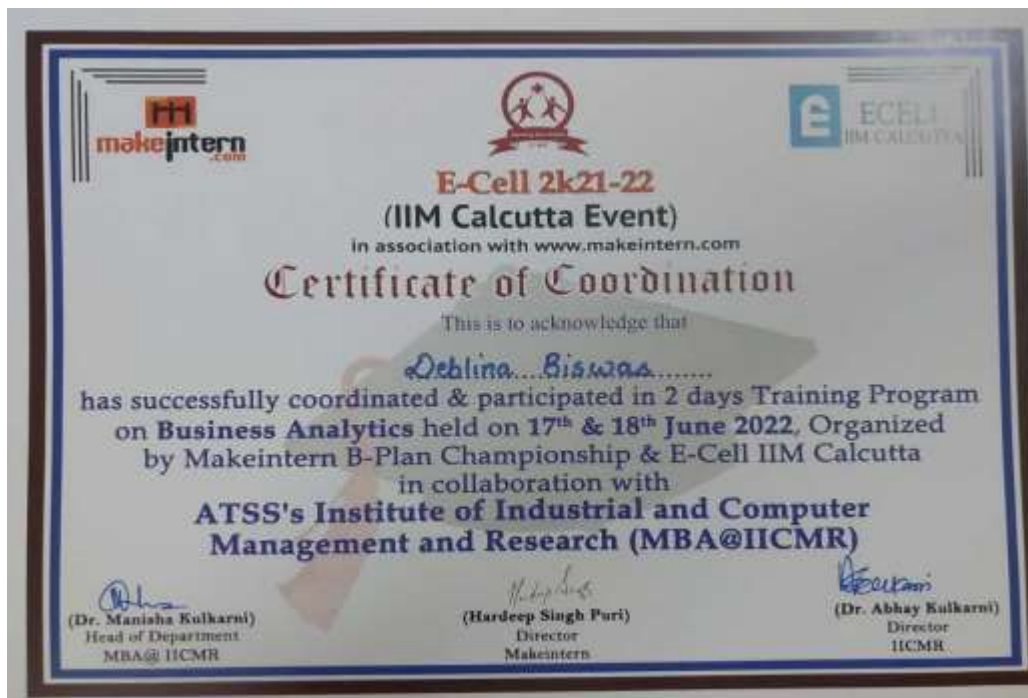 makeintern
.com
ECELL
IIM CALCUTTA
E-Cell 2k21-22
(IIM Calcutta Event)
in association with www.makeintern.com
Certificate of Coordination
This is to acknowledge that
Deblina....Biswas........
has successfully coordinated & participated in 2 days Training Program
on Business Analytics held on 17th & 18th June 2022, Organized
by Makeintern B-Plan Championship & E-Cell IIM Calcutta
in collaboration with
ATSS's Institute of Industrial and Computer
Management and Research (MBA@IICMR)
(Dr. Manisha Kulkarni)
Head of Department
MBA@ IICMR
(Hardeep Singh Puri)
Director
Makeintern
(Dr. Abhay Kulkarni)
Director
IICMR